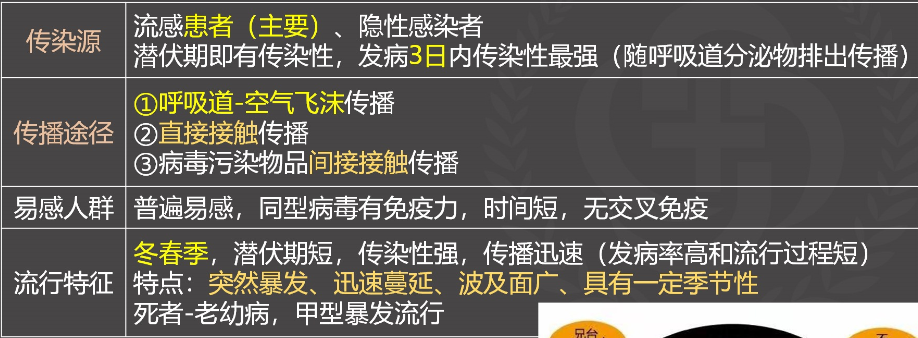 传染源
流感患者（主要）、隐性感染者
潜伏期即有传染性，发病3日内传染性最强（随呼吸道分泌物排出传播）
传播途径
①呼吸道-空气飞沫传播
②直接接触传播
③病毒污染物品间接接触传播
易感人群
普遍易感，同型病毒有免疫力，时间短，无交叉免疫
流行特征
冬春季，潜伏期短，传染性强，传播迅速（发病率高和流行过程短）
特点：突然暴发、迅速蔓延、波及面广、具有一定季节性
死者-老幼病，甲型暴发流行